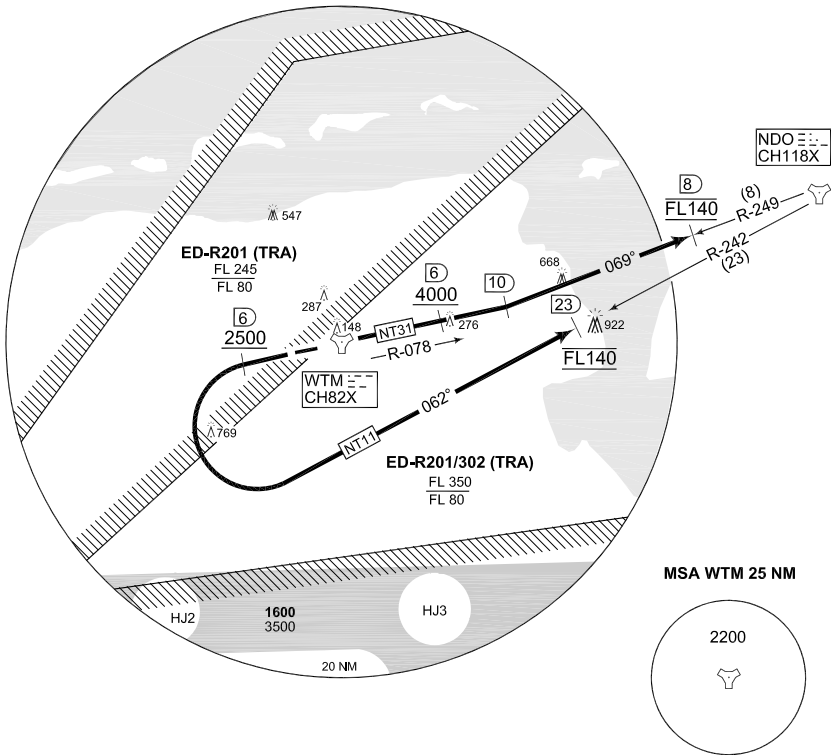 NDO
CH118X
8
FL140
(8)
R-249
R-242
(23)
547
ED-R201 (TRA)
FL 245
FL 80
668
069°
6
4000
10
287
23
922
6
2500
148
NT31
276
R-078
FL140
WTM
CH82X
062°
769
NT11
ED-R201/302 (TRA)
FL 350
FL 80
MSA WTM 25 NM
HJ2
1600
3500
HJ3
2200
20 NM